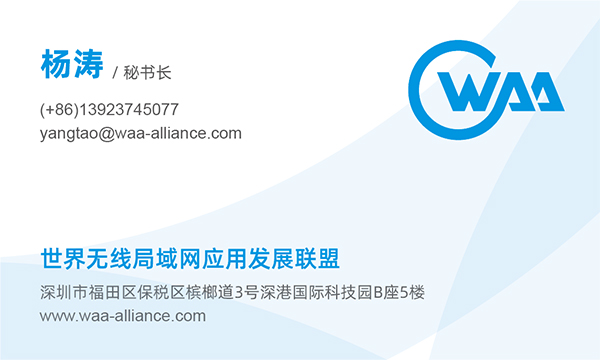 杨涛 / 秘书长
WAA
(+86)13923745077
yangtao@waa-alliance.com
世界无线局域网应用发展联盟
深圳市福田区保税区槟榔道3号深港国际科技园B座5楼
www.waa-alliance.com